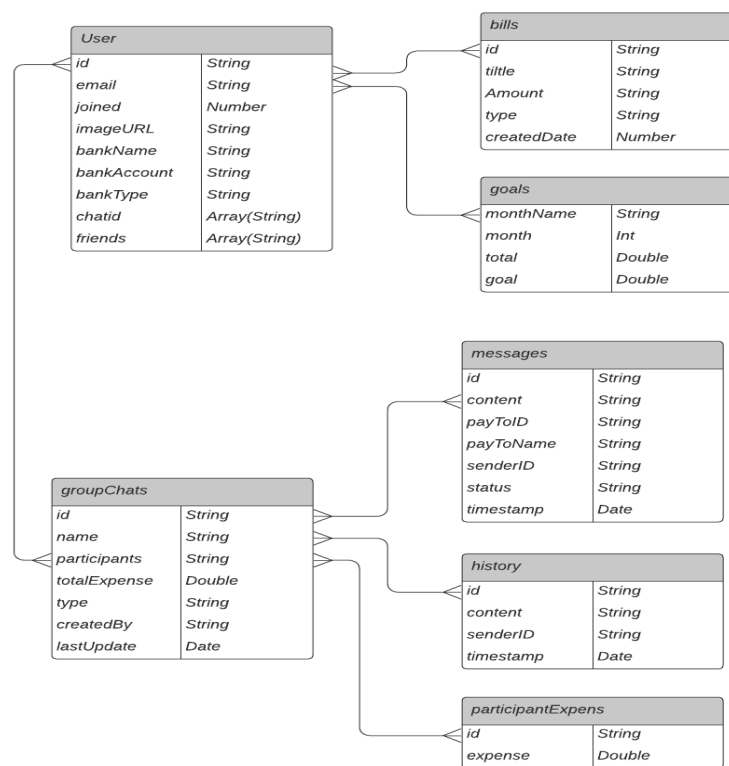 User
id String
email String
joined Number
imageURL String
bankName String
bankAccount String
bankType String
chatid Array(String)
friends Array(String)
bills
id String
tiltle String
Amount String
type String
createdDate Number
goals
monthName String
month Int
total Double
goal Double
messages
id String
content String
payToID String
payToName String
senderID String
status String
timestamp Date
groupChats
id String
name String
participants String
totalExpense Double
type String
createdBy String
lastUpdate Date
history
id String
content String
senderID String
timestamp Date
participantExpens
id String
expense Double